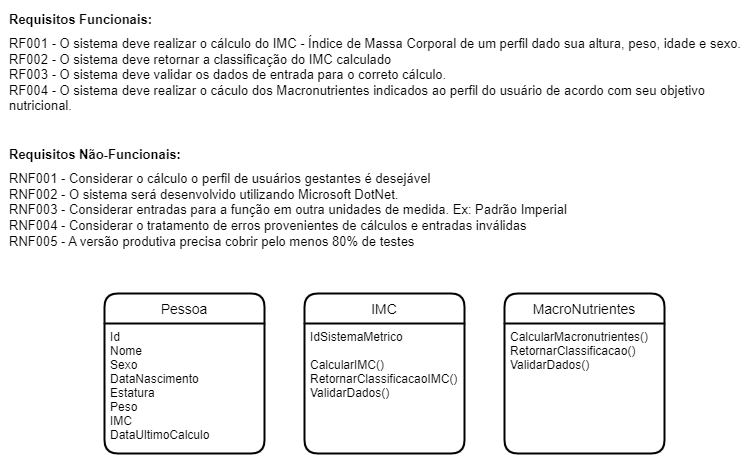 Requisitos Funcionais:
RF001 - O sistema deve realizar o cálculo do IMC - Índice de Massa Corporal de um perfil dado sua altura, peso, idade e sexo.
RF002 - O sistema deve retornar a classificação do IMC calculado
RF003 - O sistema deve validar os dados de entrada para o correto cálculo.
RF004 - O sistema deve realizar o cáculo dos Macronutrientes indicados ao perfil do usuário de acordo com seu objetivo
nutricional.
Requisitos Não-Funcionais:
RNF001 - Considerar o cálculo o perfil de usuários gestantes é desejável
RNF002 - O sistema será desenvolvido utilizando Microsoft DotNet.
RNF003 - Considerar entradas para a função em outra unidades de medida. Ex: Padrão Imperial
RNF004 - Considerar o tratamento de erros provenientes de cálculos e entradas inválidas
RNF005 - A versão produtiva precisa cobrir pelo menos 80% de testes
Pessoa
Id
Nome
Sexo
DataNascimento
Estatura
Peso
IMC
DataUltimoCalculo
IMC
IdSistemaMetrico
CalcularIMC()
RetornarClassificacaoIMC()
ValidarDados()
MacroNutrientes
CalcularMacronutrientes()
RetornarClassificacao()
ValidarDados()